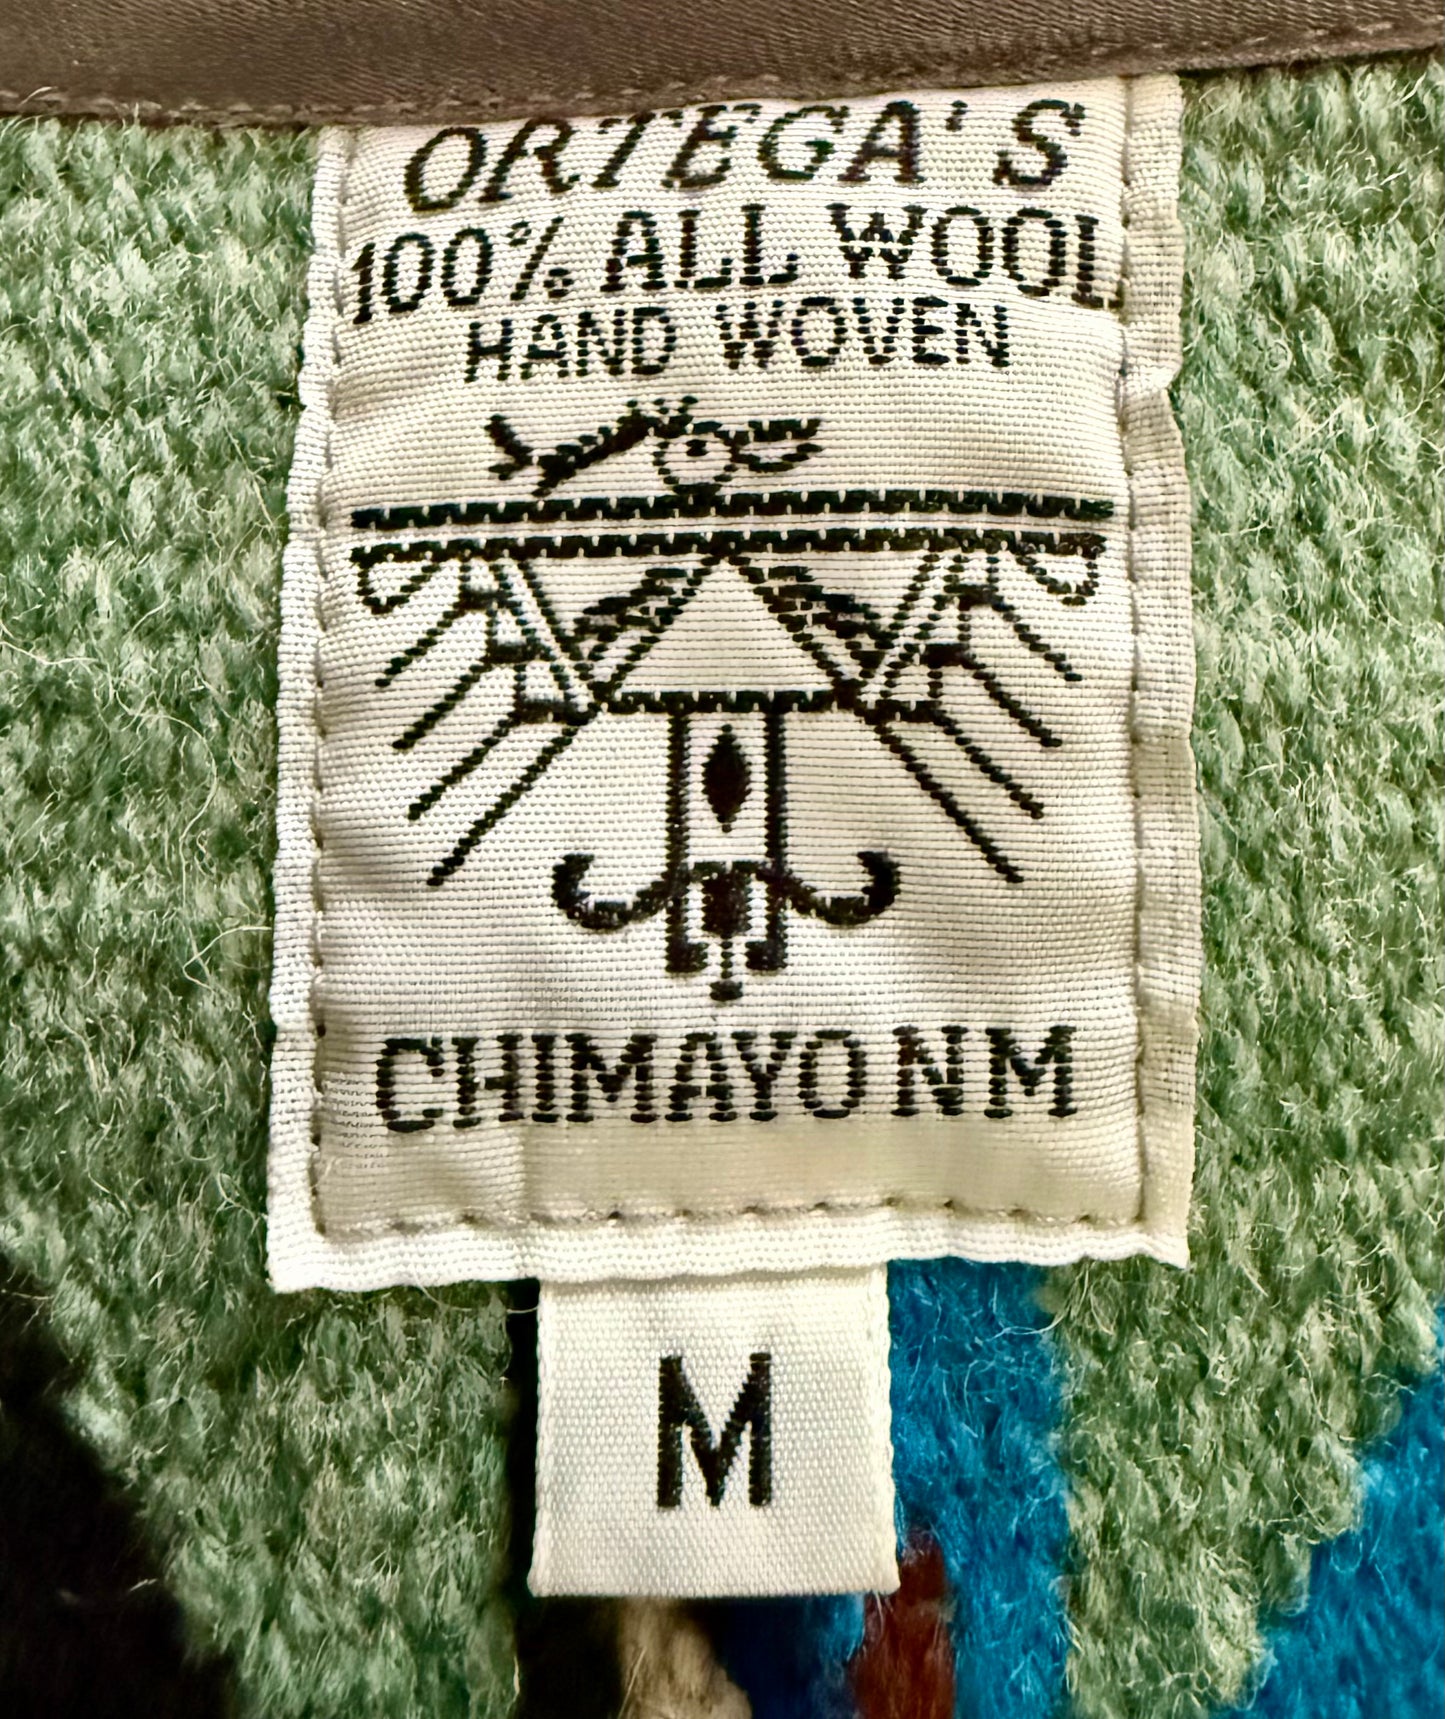 ORTEGA'S
100% ALL WOOL
HAND WOVEN
CHIMAYO NM
M